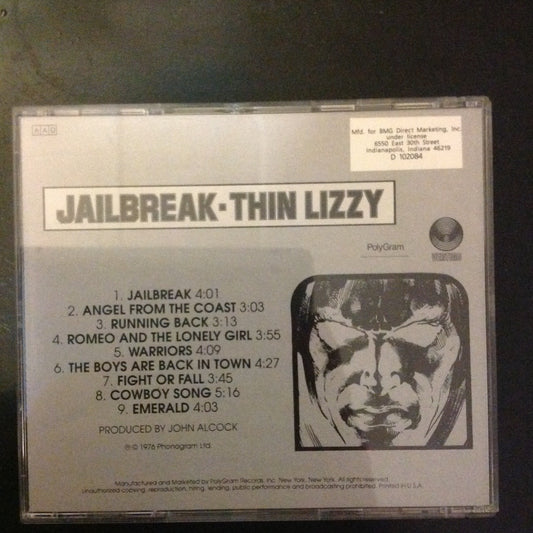 AAD
Mfd. for BMG Direct Marketing, Inc.
under license
6550 East 30th Street
Indianapolis, Indiana 46219
D 102084
JAILBREAK·THIN LIZZY
PolyGram
1. JAILBREAK 4:01
2. ANGEL FROM THE COAST 3:03
3. RUNNING BACK 3:13
4. ROMEO AND THE LONELY GIRL 3:55
5. WARRIORS 4:09
6. THE BOYS ARE BACK IN TOWN 4:27
7. FIGHT OR FALL 3:45
8. COWBOY SONG 5:16
9. EMERALD 4:03
PRODUCED BY JOHN ALCOCK
℗ © 1976 Phonogram Ltd.
Manufactured and Marketed by PolyGram Records, Inc. New York, New York. All rights reserved.
Unauthorized copying, reproduction, hiring, lending, public performance and broadcasting prohibited. Printed in U.S.A.